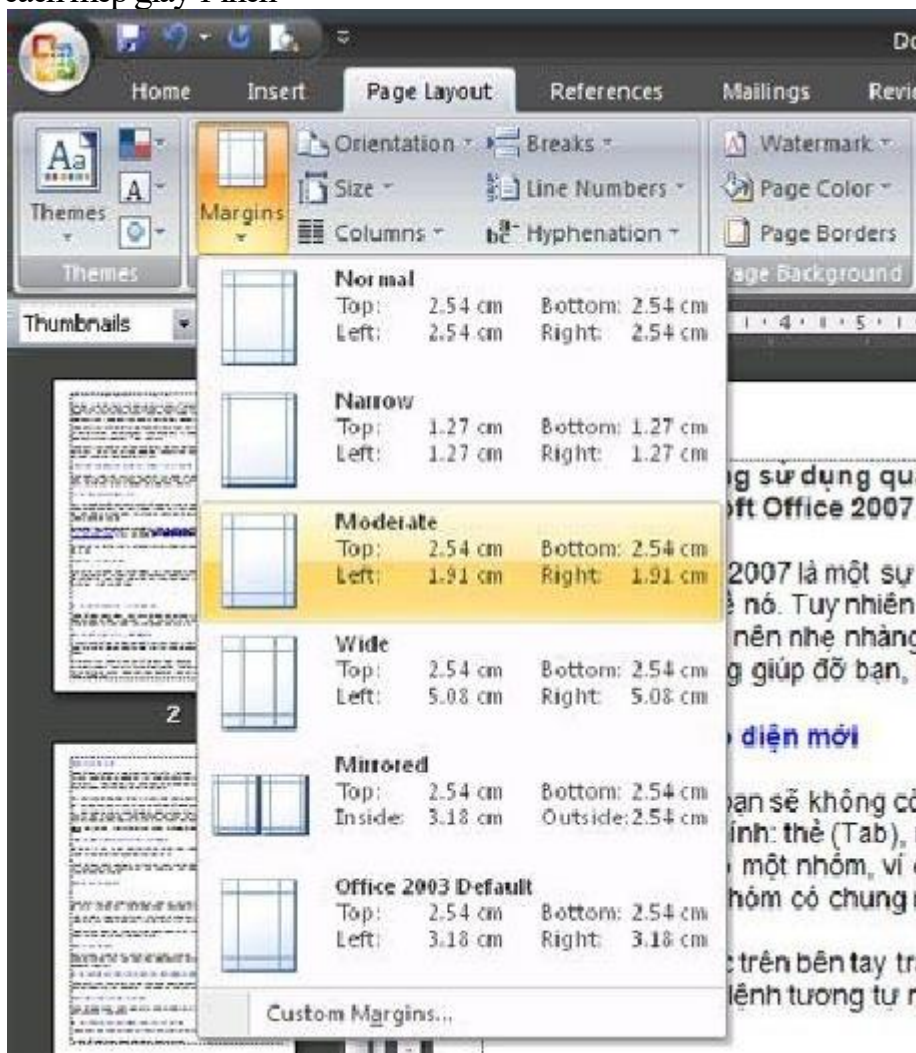 Home Insert Page Layout References Mailings
Orientation Breaks Watermark
Size Line Numbers Page Color
Themes Margins Columns Hyphenation Page Borders
Themes
Thumbnails
Normal
Top: 2.54 cm Bottom: 2.54 cm
Left: 2.54 cm Right: 2.54 cm
Narrow
Top: 1.27 cm Bottom: 1.27 cm
Left: 1.27 cm Right: 1.27 cm
Moderate
Top: 2.54 cm Bottom: 2.54 cm
Left: 1.91 cm Right: 1.91 cm
Wide
Top: 2.54 cm Bottom: 2.54 cm
Left: 5.08 cm Right: 5.08 cm
Mirrored
Top: 2.54 cm Bottom: 2.54 cm
Inside: 3.18 cm Outside: 2.54 cm
Office 2003 Default
Top: 2.54 cm Bottom: 2.54 cm
Left: 3.18 cm Right: 3.18 cm
Custom Margins...
2
4 5
sử dụng
Office 2007
2007 là một sự
nó. Tuy nhiên
nên nhẹ nhàng
giúp đỡ bạn,
diện mới
bạn sẽ không
thẻ (Tab),
một nhóm, ví
có chung
trên bên tay
lệnh tương tự